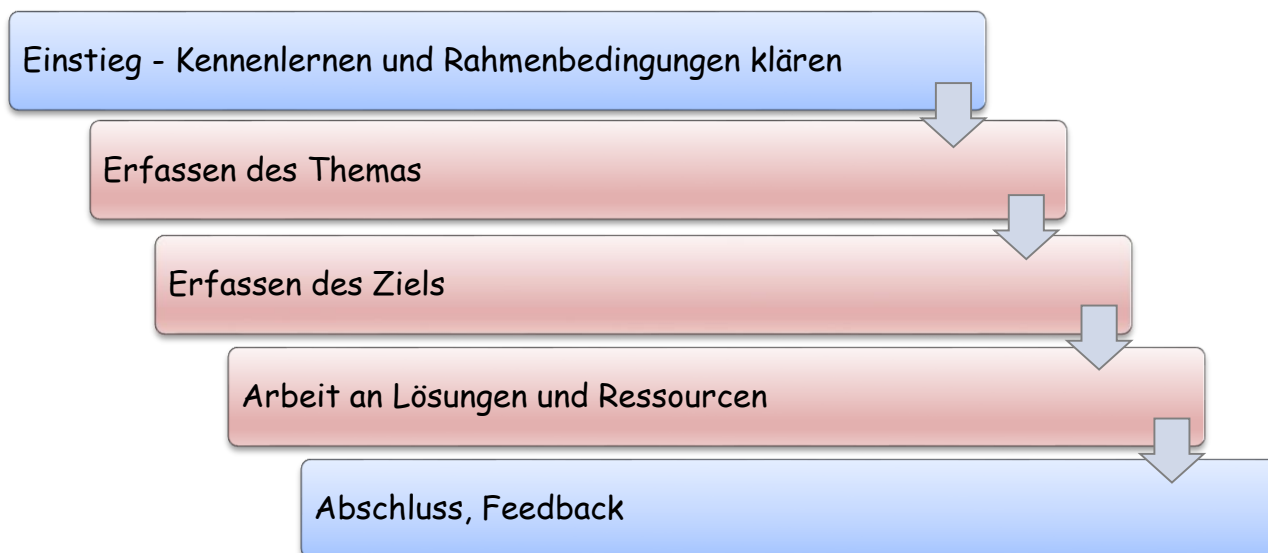 Einstieg - Kennenlernen und Rahmenbedingungen klären
Erfassen des Themas
Erfassen des Ziels
Arbeit an Lösungen und Ressourcen
Abschluss, Feedback